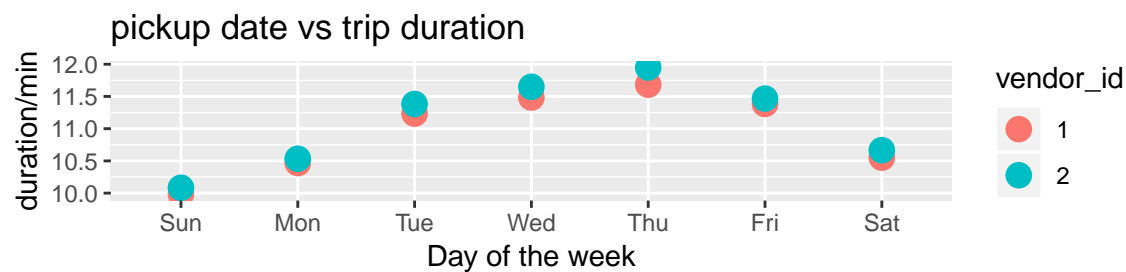 pickup date vs trip duration
duration/min
12.0
11.5
11.0
10.5
10.0
Sun Mon Tue Wed Thu Fri Sat
Day of the week
vendor_id
1
2